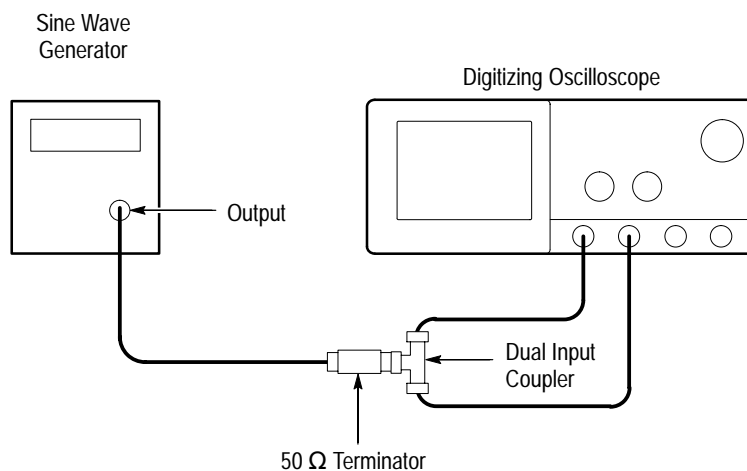 Sine Wave
Generator
Digitizing Oscilloscope
Output
Dual Input
Coupler
50 Ω Terminator